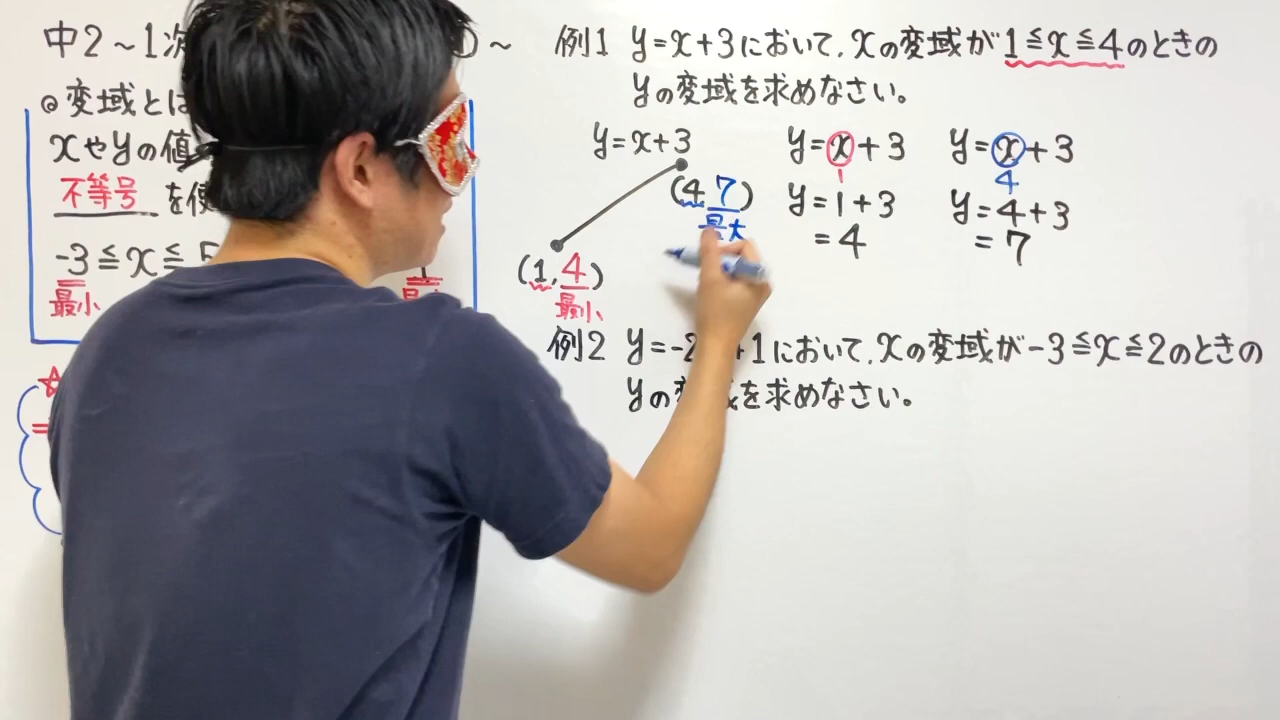 中2~1次
◎変域とは
xやyの値
不等号を使
-3≦x≦5
最小
☆
=
例1 y=x+3において、xの変域が1≦x≦4のときの
yの変域を求めなさい。
y=x+3
(4,7)
最大
(1,4)
最小
y=x+3
1
y=1+3
=4
y=x+3
4
y=4+3
=7
例2 y=-2 +1において、xの変域が-3≦x≦2のときの
yの変域を求めなさい。